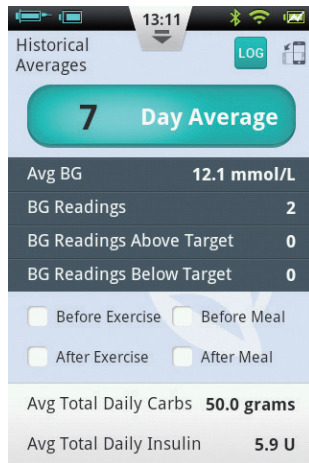 13:11
Historical
Averages
LOG
7 Day Average
Avg BG 12.1 mmol/L
BG Readings 2
BG Readings Above Target 0
BG Readings Below Target 0
Before Exercise Before Meal
After Exercise After Meal
Avg Total Daily Carbs 50.0 grams
Avg Total Daily Insulin 5.9 U